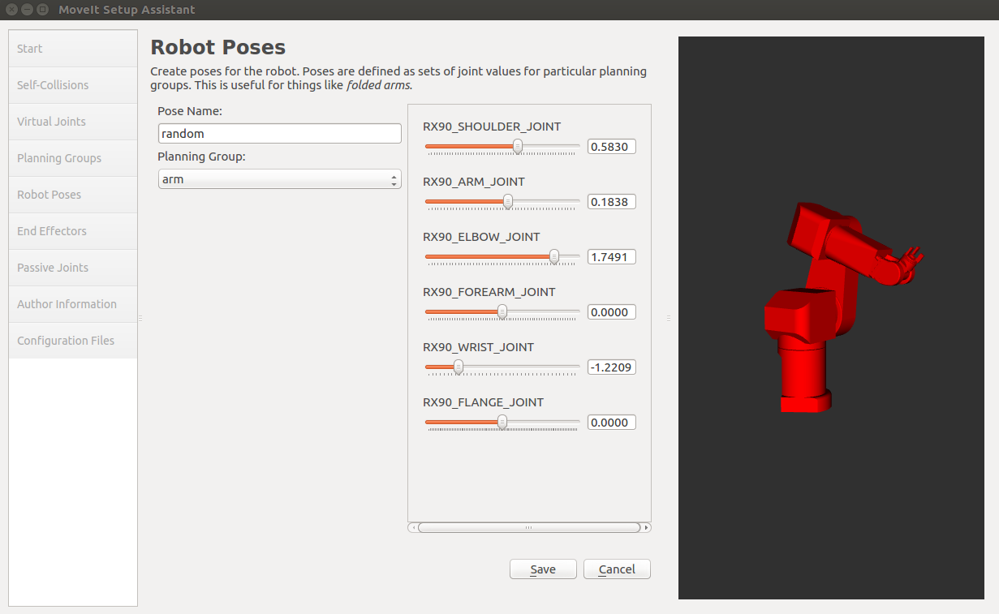 MoveIt Setup Assistant
Start
Self-Collisions
Virtual Joints
Planning Groups
Robot Poses
End Effectors
Passive Joints
Author Information
Configuration Files
Robot Poses
Create poses for the robot. Poses are defined as sets of joint values for particular planning
groups. This is useful for things like folded arms.
Pose Name:
random
Planning Group:
arm
RX90_SHOULDER_JOINT
0.5830
RX90_ARM_JOINT
0.1838
RX90_ELBOW_JOINT
1.7491
RX90_FOREARM_JOINT
0.0000
RX90_WRIST_JOINT
-1.2209
RX90_FLANGE_JOINT
0.0000
Save
Cancel